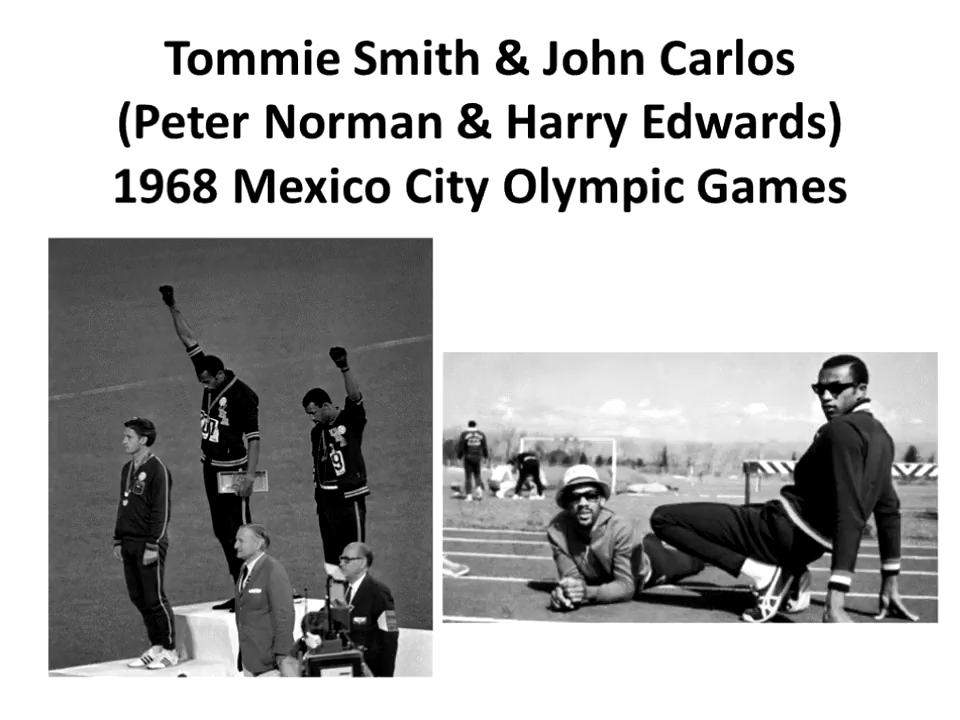 Tommie Smith & John Carlos
(Peter Norman & Harry Edwards)
1968 Mexico City Olympic Games